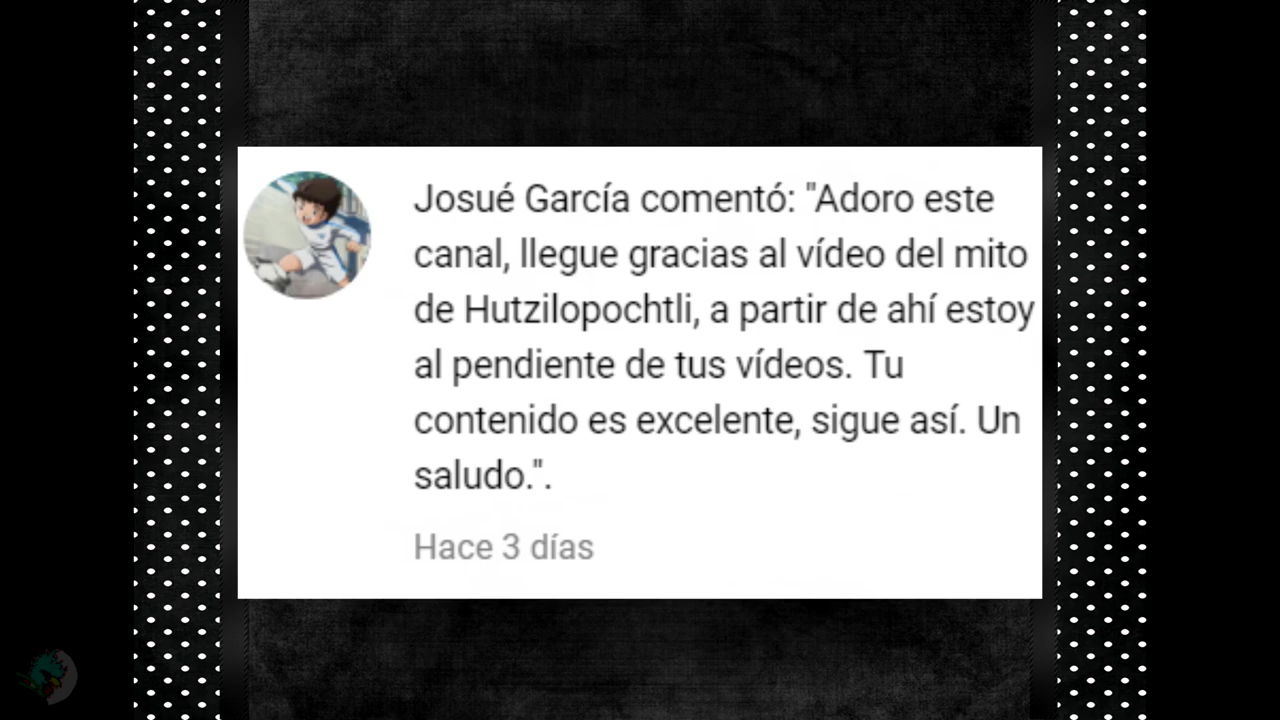 Josué García comentó: "Adoro este
canal, llegue gracias al vídeo del mito
de Hutzilopochtli, a partir de ahí estoy
al pendiente de tus vídeos. Tu
contenido es excelente, sigue así. Un
saludo.".
Hace 3 días